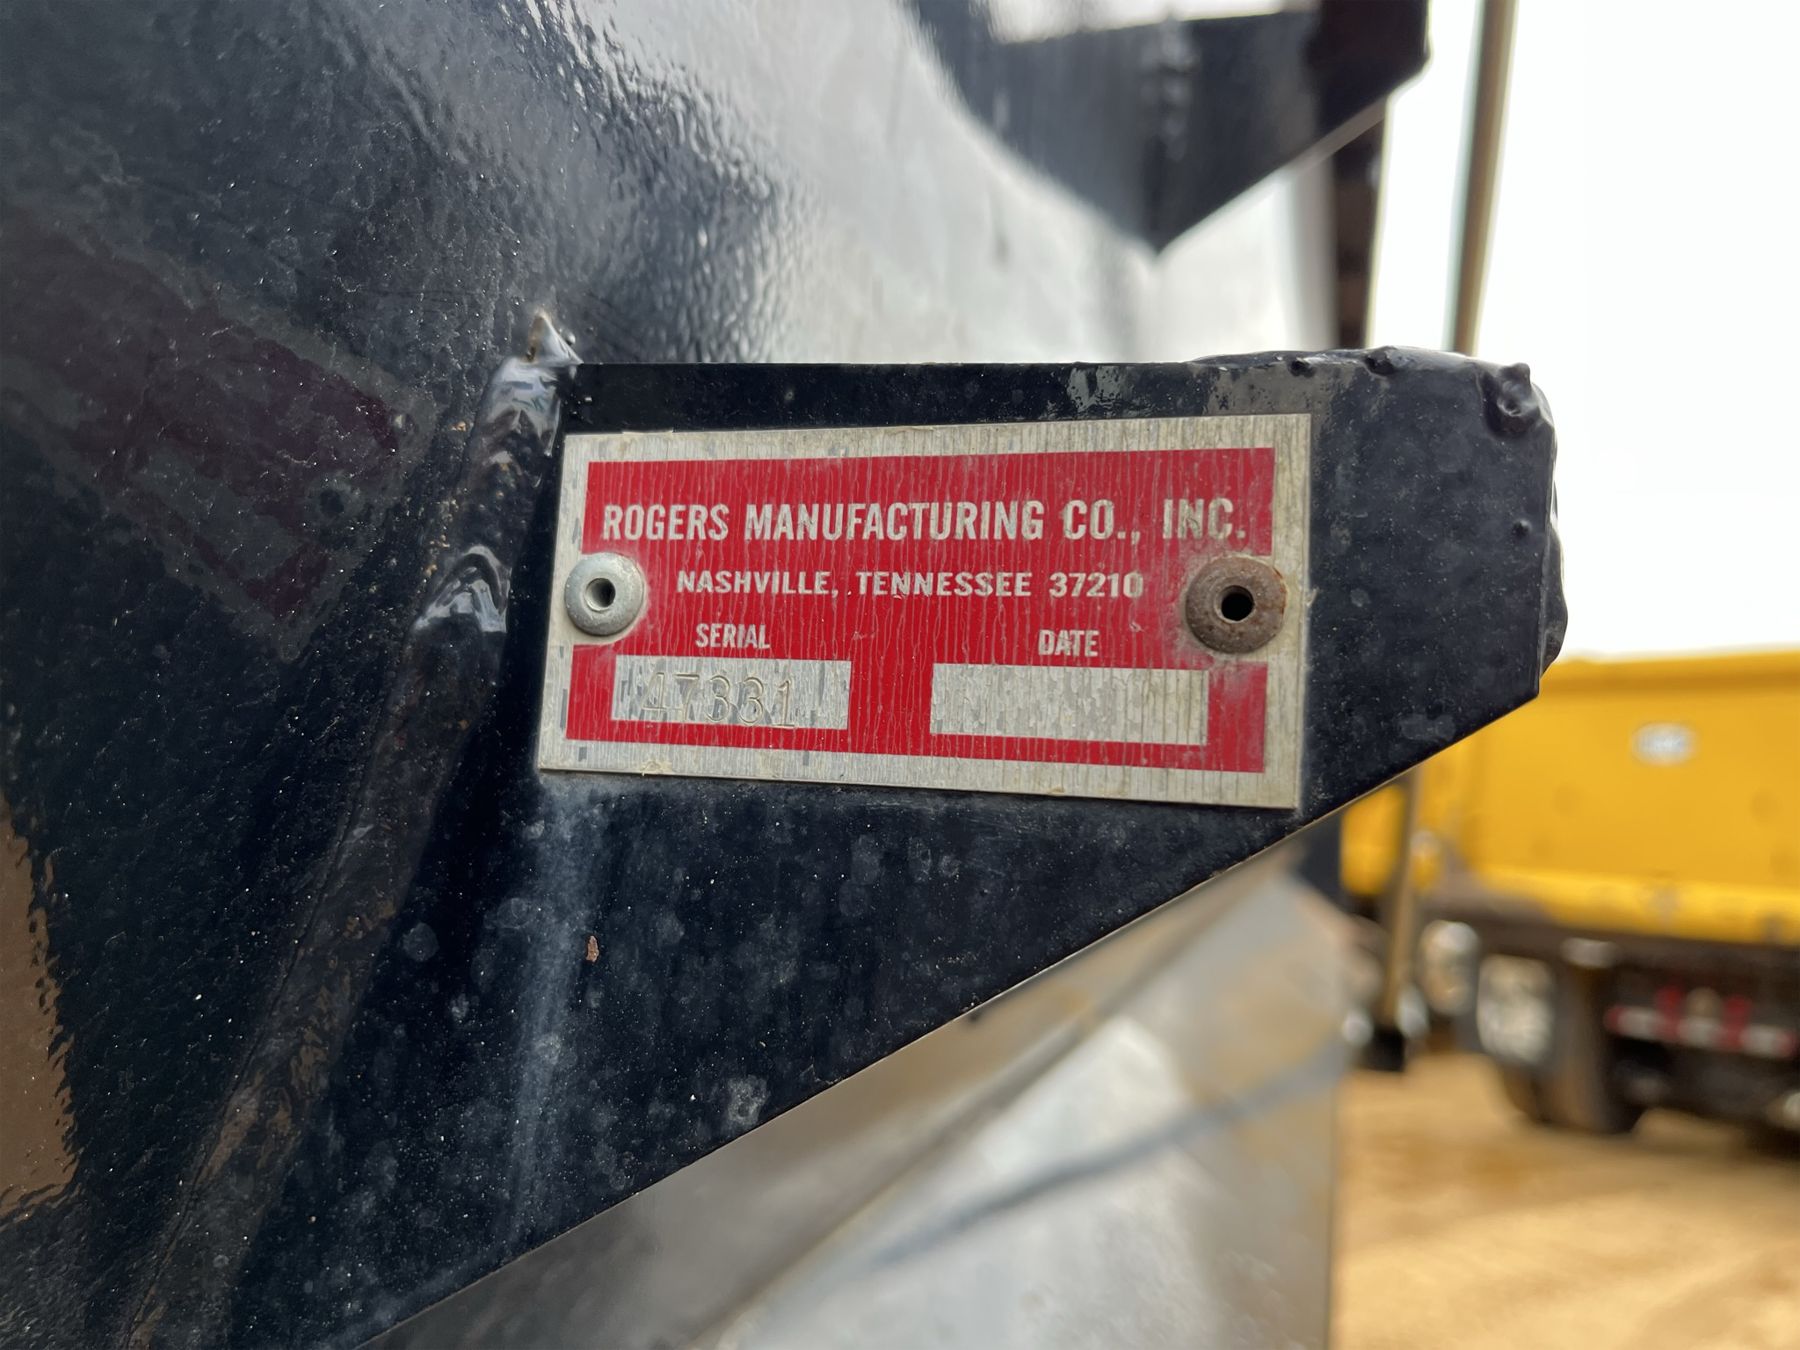 ROGERS MANUFACTURING CO., INC.
NASHVILLE, TENNESSEE 37210
SERIAL DATE
47331